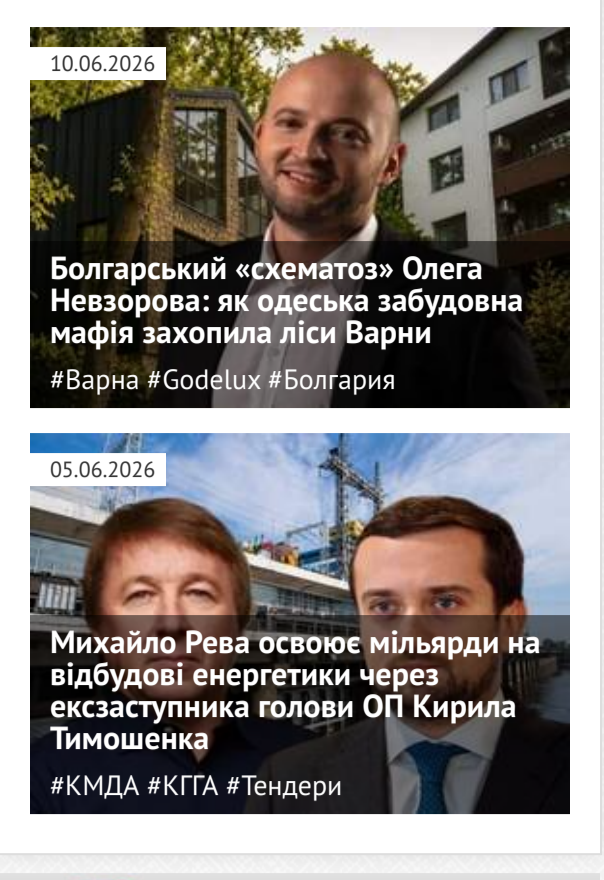 10.06.2026
Болгарський «схематоз» Олега
Невзорова: як одеська забудовна
мафія захопила ліси Варни
#Варна #Godelux #Болгария
05.06.2026
Михайло Рева освоює мільярди на
відбудові енергетики через
ексзаступника голови ОП Кирила
Тимошенка
#КМДА #КГГА #Тендери